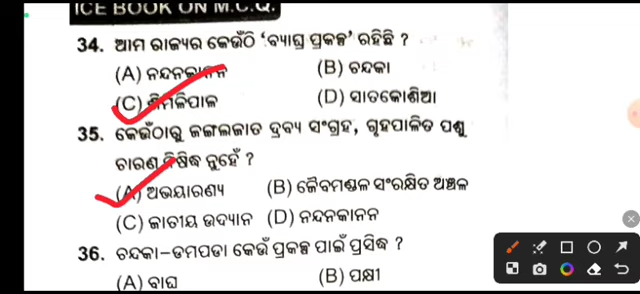 ICE BOOK ON M.C.Q.
34. ଆମ ରାଜ୍ୟର କେଉଁଠି ‘ବ୍ୟାଘ୍ର ପ୍ରକଳ୍ପ’ ରହିଛି ?
(A) ନନ୍ଦନକାନନ (B) ଚନ୍ଦକା
(C) ଶିମିଳିପାଳ (D) ସାତକୋଶିଆ
35. କେଉଁଠାରୁ ଜଙ୍ଗଲଜାତ ଦ୍ରବ୍ୟ ସଂଗ୍ରହ, ଗୃହପାଳିତ ପଶୁ
ଚାରଣ ନିଷିଦ୍ଧ ନୁହେଁ ?
(A) ଅଭୟାରଣ୍ୟ (B) ଜୈବମଣ୍ଡଳ ସଂରକ୍ଷିତ ଅଞ୍ଚଳ
(C) ଜାତୀୟ ଉଦ୍ୟାନ (D) ନନ୍ଦନକାନନ
36. ଚନ୍ଦକା-ଡମପଡା କେଉଁ ପ୍ରକଳ୍ପ ପାଇଁ ପ୍ରସିଦ୍ଧ ?
(A) ବାଘ (B) ପକ୍ଷୀ